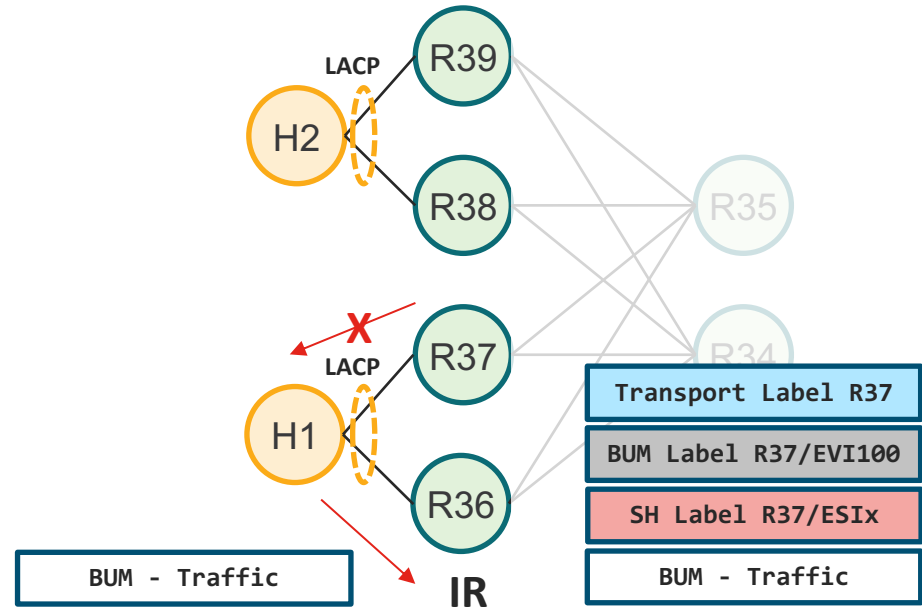 R39
LACP
H2
R38
R35
X
R37
R34
LACP
Transport Label R37
H1
BUM Label R37/EVI100
R36
SH Label R37/ESIx
BUM - Traffic
IR
BUM - Traffic